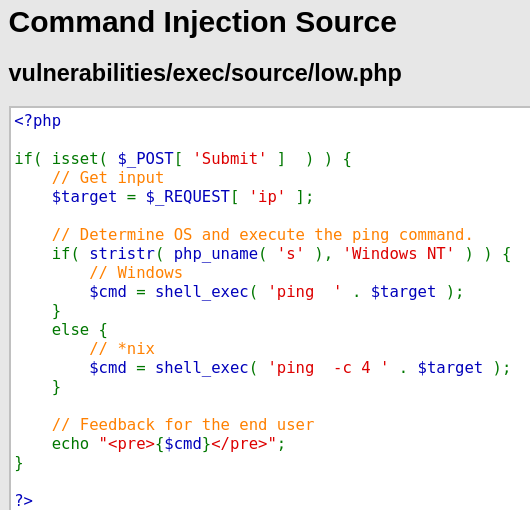 Command Injection Source
vulnerabilities/exec/source/low.php
<?php
if( isset( $_POST[ 'Submit' ]  ) ) {
    // Get input
    $target = $_REQUEST[ 'ip' ];
    // Determine OS and execute the ping command.
    if( stristr( php_uname( 's' ), 'Windows NT' ) ) {
        // Windows
        $cmd = shell_exec( 'ping  ' . $target );
    }
    else {
        // *nix
        $cmd = shell_exec( 'ping  -c 4 ' . $target );
    }
    // Feedback for the end user
    echo "<pre>{$cmd}</pre>";
}
?>